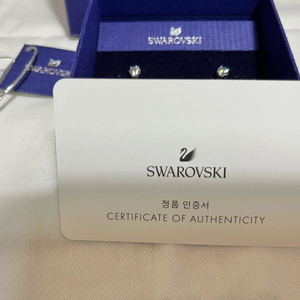 SWAROVSKI
SWAROVSKI
SWAROVSKI
정품 인증서
CERTIFICATE OF AUTHENTICITY